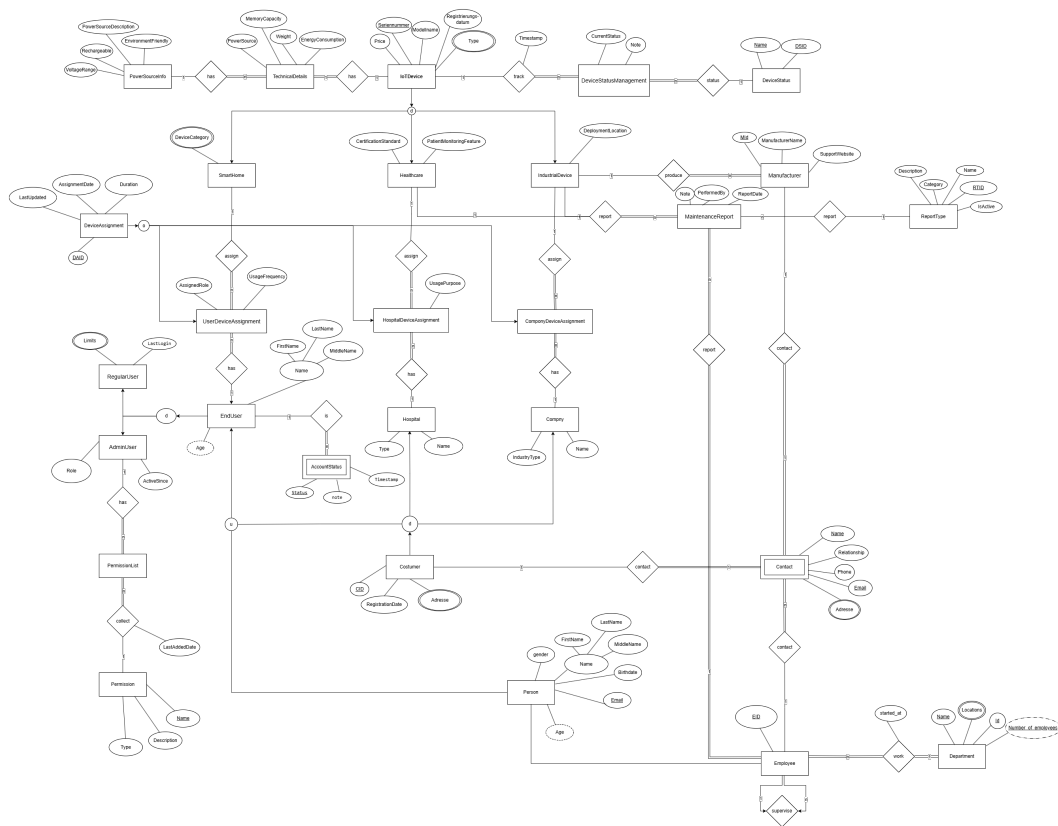 PowerSourceDescription
EnvironmentFriendly
Rechargeable
VoltageRange
PowerSourceInfo
has
MemoryCapacity
PowerSource
Weight
EnergyConsumption
TechnicalDetails
has
Seriennummer
ModelName
Registrierungs-
datum
Price
Type
IoTDevice
Timestamp
track
CurrentStatus
Note
DeviceStatusManagement
status
Name
DSID
DeviceStatus
d
DeviceCategory
SmartHome
CertificationStandard
PatientMonitoringFeature
Healthcare
DeploumentLocation
IndustrialDevice
produce
MId
ManufacturerName
SupportWebsite
Manufacturer
Note
PerformedBy
ReportDate
MaintenanceReport
report
report
Description
Category
Name
RTID
IsActive
ReportType
LastUpdated
AssignmentDate
Duration
DeviceAssignment
DAID
o
assign
assign
assign
AssignedRole
UsageFrequency
UserDeviceAssignment
UsagePurpose
HospitalDeviceAssignment
ComponyDeviceAssignment
has
has
has
report
contact
Limits
LastLogin
RegularUser
FirstName
LastName
MiddleName
Name
d
EndUser
Age
is
AccountStatus
Status
note
Timestamp
Hospital
Type
Name
Compny
IndustryType
Name
AdminUser
Role
ActiveSince
has
PermissionList
collect
LastAddedDate
Permission
Name
Type
Description
u
d
Costumer
CID
RegistrationDate
Adresse
contact
Contact
Name
Relationship
Phone
Email
Adresse
contact
gender
FirstName
LastName
MiddleName
Name
Birthdate
Email
Age
Person
EID
Employee
supervise
started_at
work
Name
Locations
Id
Number_of_employees
Department